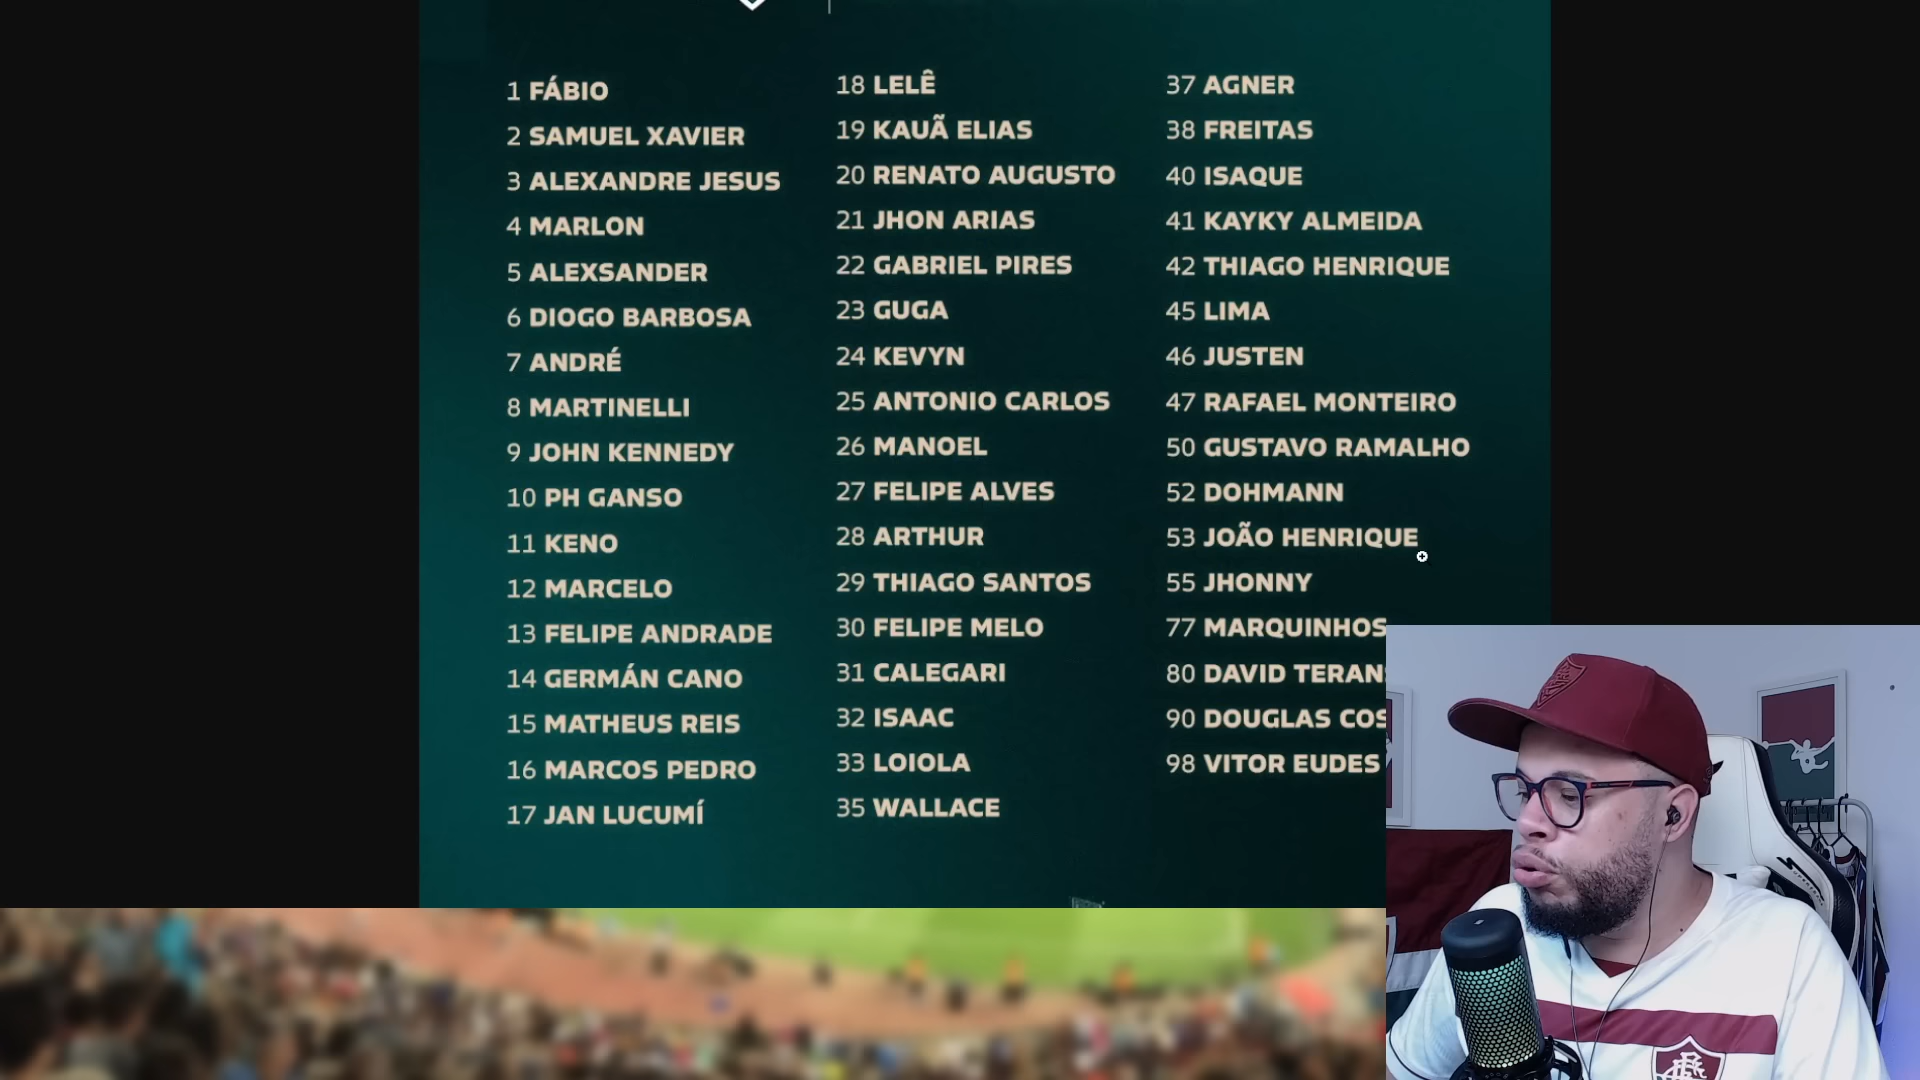 1 FÁBIO
2 SAMUEL XAVIER
3 ALEXANDRE JESUS
4 MARLON
5 ALEXSANDER
6 DIOGO BARBOSA
7 ANDRÉ
8 MARTINELLI
9 JOHN KENNEDY
10 PH GANSO
11 KENO
12 MARCELO
13 FELIPE ANDRADE
14 GERMÁN CANO
15 MATHEUS REIS
16 MARCOS PEDRO
17 JAN LUCUMÍ
18 LELÊ
19 KAUÃ ELIAS
20 RENATO AUGUSTO
21 JHON ARIAS
22 GABRIEL PIRES
23 GUGA
24 KEVYN
25 ANTONIO CARLOS
26 MANOEL
27 FELIPE ALVES
28 ARTHUR
29 THIAGO SANTOS
30 FELIPE MELO
31 CALEGARI
32 ISAAC
33 LOIOLA
35 WALLACE
37 AGNER
38 FREITAS
40 ISAQUE
41 KAYKY ALMEIDA
42 THIAGO HENRIQUE
45 LIMA
46 JUSTEN
47 RAFAEL MONTEIRO
50 GUSTAVO RAMALHO
52 DOHMANN
53 JOÃO HENRIQUE
55 JHONNY
77 MARQUINHOS
80 DAVID TERANS
90 DOUGLAS COS
98 VITOR EUDES